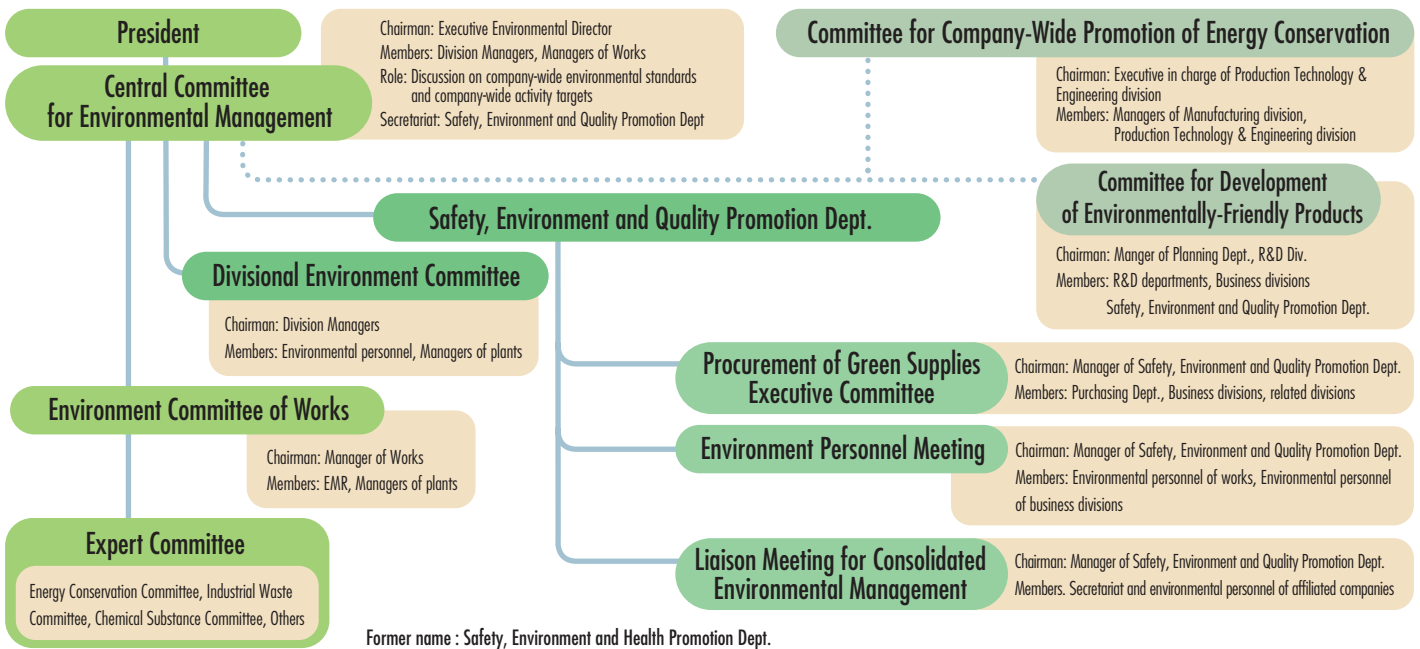 President
Central Committee
for Environmental Management
Chairman: Executive Environmental Director
Members: Division Managers, Managers of Works
Role: Discussion on company-wide environmental standards
and company-wide activity targets
Secretariat: Safety, Environment and Quality Promotion Dept
Committee for Company-Wide Promotion of Energy Conservation
Chairman: Executive in charge of Production Technology &
Engineering division
Members: Managers of Manufacturing division,
Production Technology & Engineering division
Committee for Development
of Environmentally-Friendly Products
Chairman: Manger of Planning Dept., R&D Div.
Members: R&D departments, Business divisions
Safety, Environment and Quality Promotion Dept.
Safety, Environment and Quality Promotion Dept.
Divisional Environment Committee
Chairman: Division Managers
Members: Environmental personnel, Managers of plants
Procurement of Green Supplies
Executive Committee
Chairman: Manager of Safety, Environment and Quality Promotion Dept.
Members: Purchasing Dept., Business divisions, related divisions
Environment Committee of Works
Chairman: Manager of Works
Members: EMR, Managers of plants
Environment Personnel Meeting
Chairman: Manager of Safety, Environment and Quality Promotion Dept.
Members: Environmental personnel of works, Environmental personnel
of business divisions
Expert Committee
Energy Conservation Committee, Industrial Waste
Committee, Chemical Substance Committee, Others
Liaison Meeting for Consolidated
Environmental Management
Chairman: Manager of Safety, Environment and Quality Promotion Dept.
Members. Secretariat and environmental personnel of affiliated companies
Former name : Safety, Environment and Health Promotion Dept.